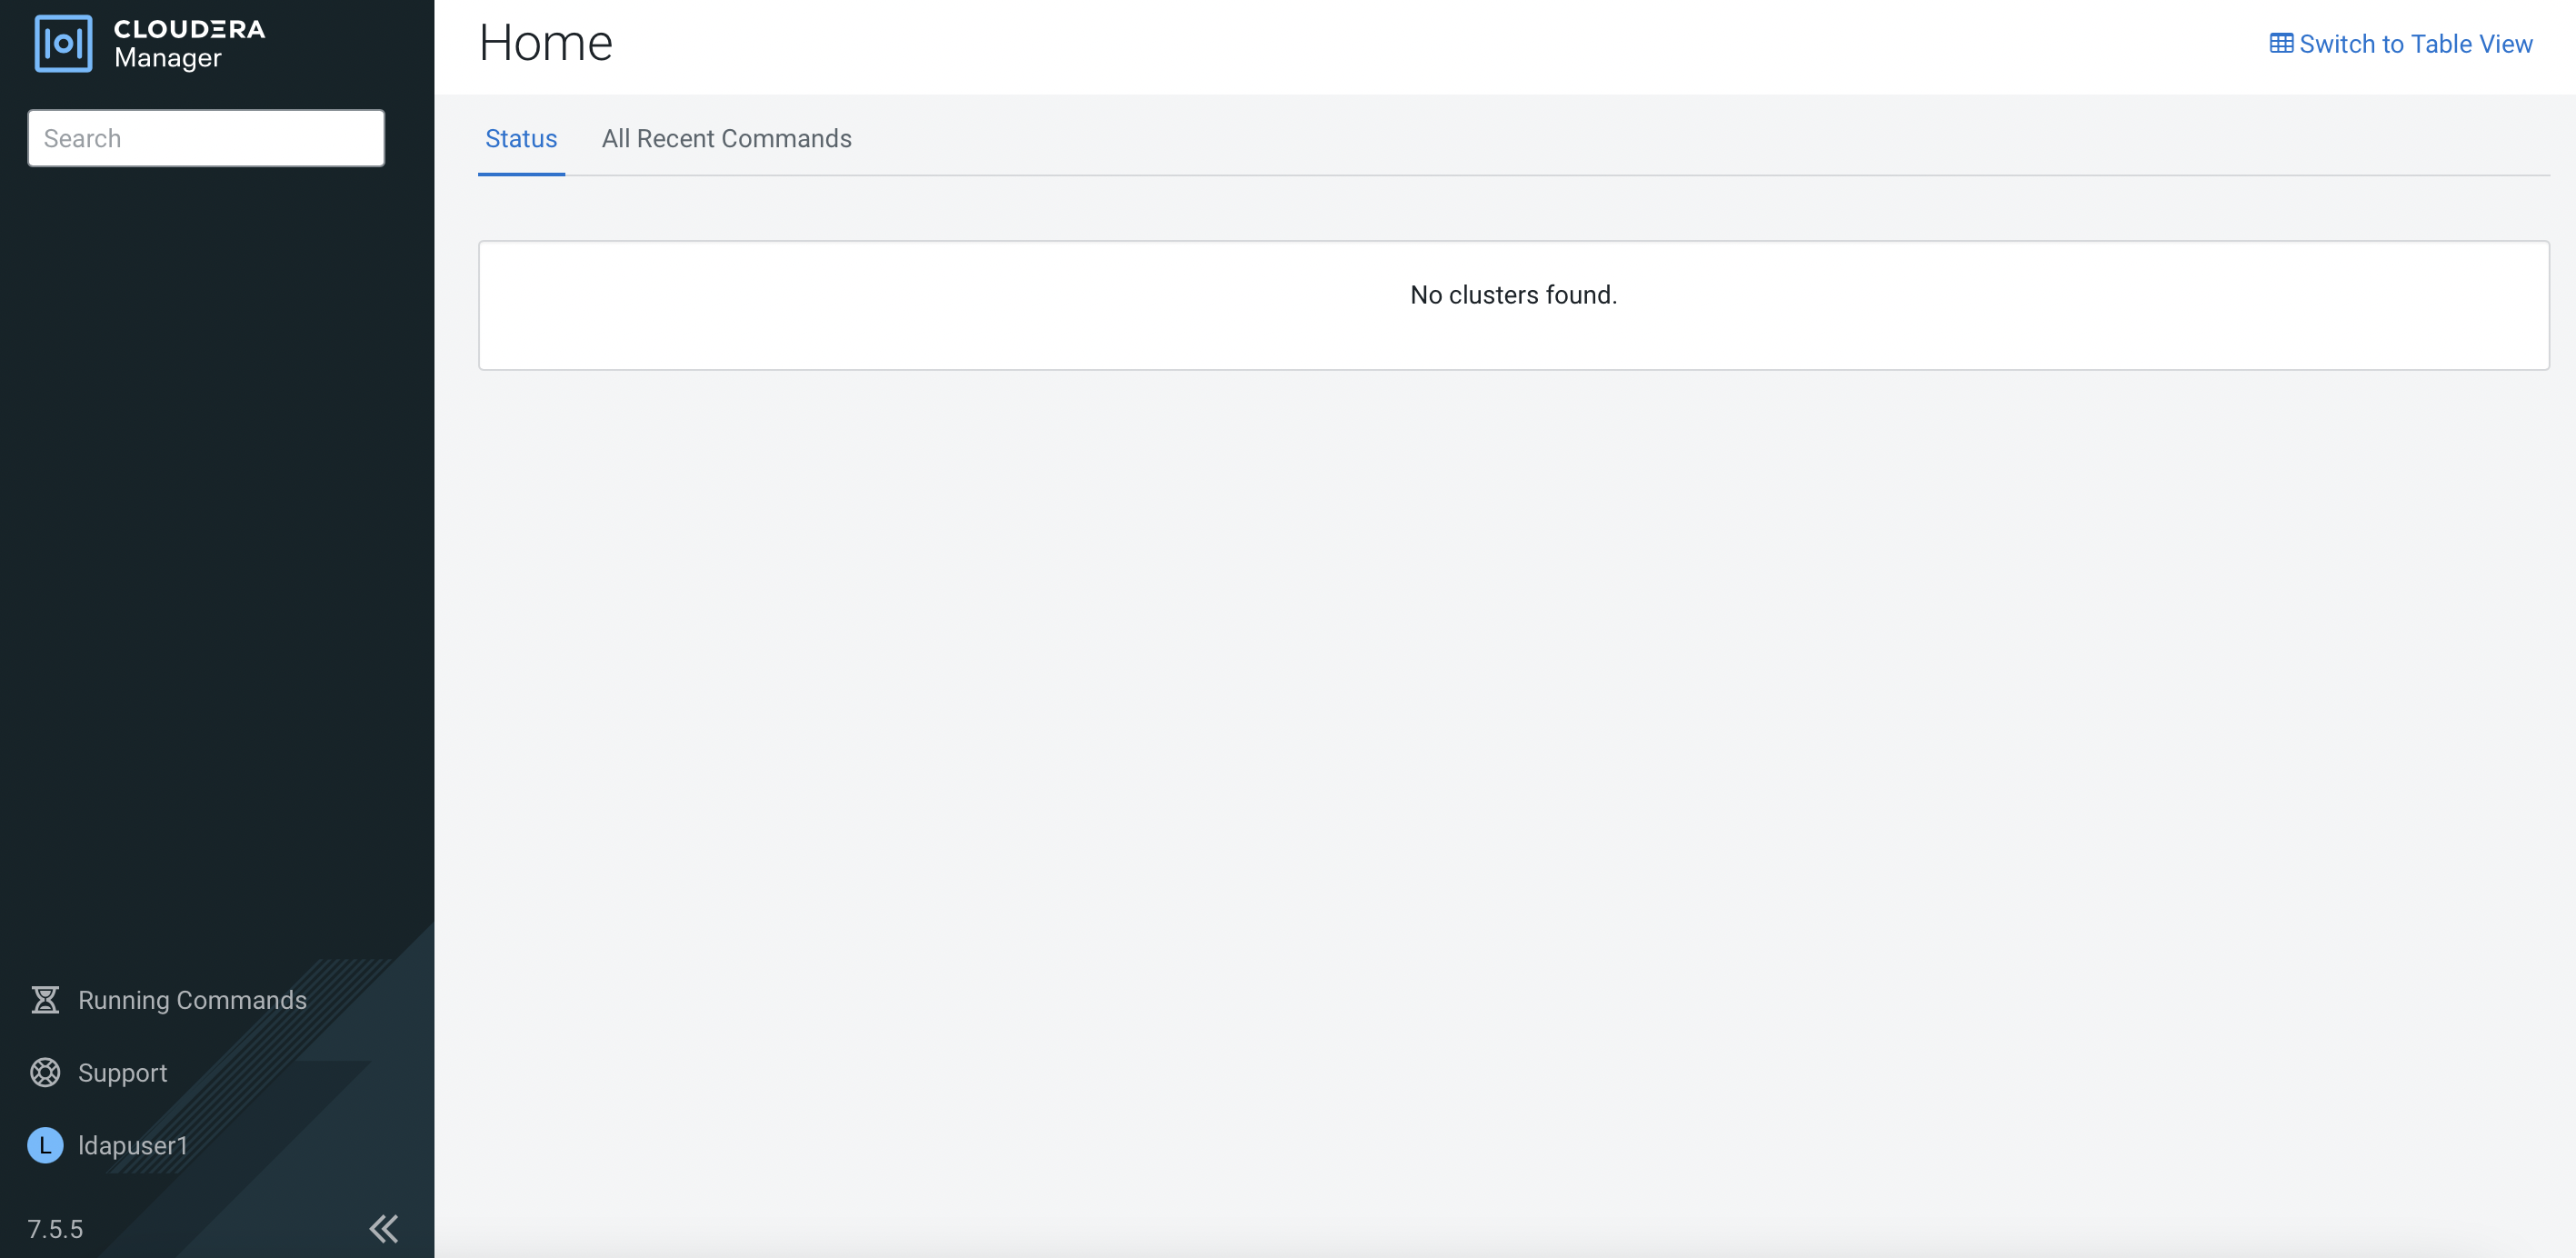 CLOUDERA
Manager
Search
Running Commands
Support
L ldapuser1
7.5.5
Home
Switch to Table View
Status All Recent Commands
No clusters found.